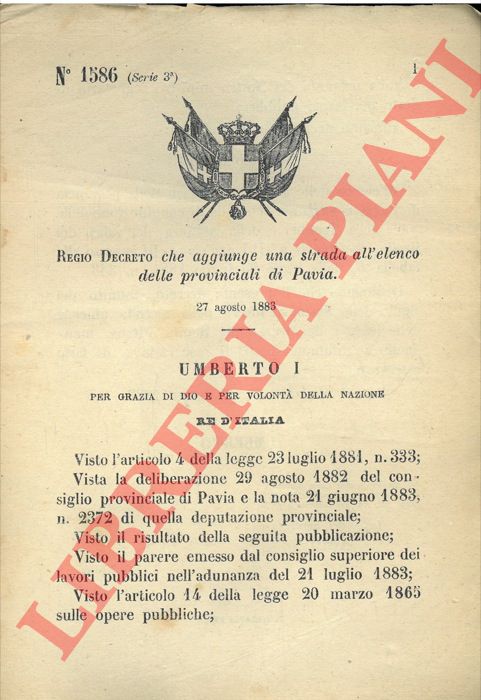 N° 1586 (Serie 3ª)
1
REGIO DECRETO che aggiunge una strada all'elenco
delle provinciali di Pavia.
27 agosto 1883
UMBERTO I
PER GRAZIA DI DIO E PER VOLONTÀ DELLA NAZIONE
RE D'ITALIA
Visto l'articolo 4 della legge 23 luglio 1881, n. 333;
Vista la deliberazione 29 agosto 1882 del con-
siglio provinciale di Pavia e la nota 21 giugno 1883,
n. 2372 di quella deputazione provinciale;
Visto il risultato della seguita pubblicazione;
Visto il parere emesso dal consiglio superiore dei
lavori pubblici nell'adunanza del 21 luglio 1883;
Visto l'articolo 14 della legge 20 marzo 1865
sulle opere pubbliche;
LIBRERIA PIANI